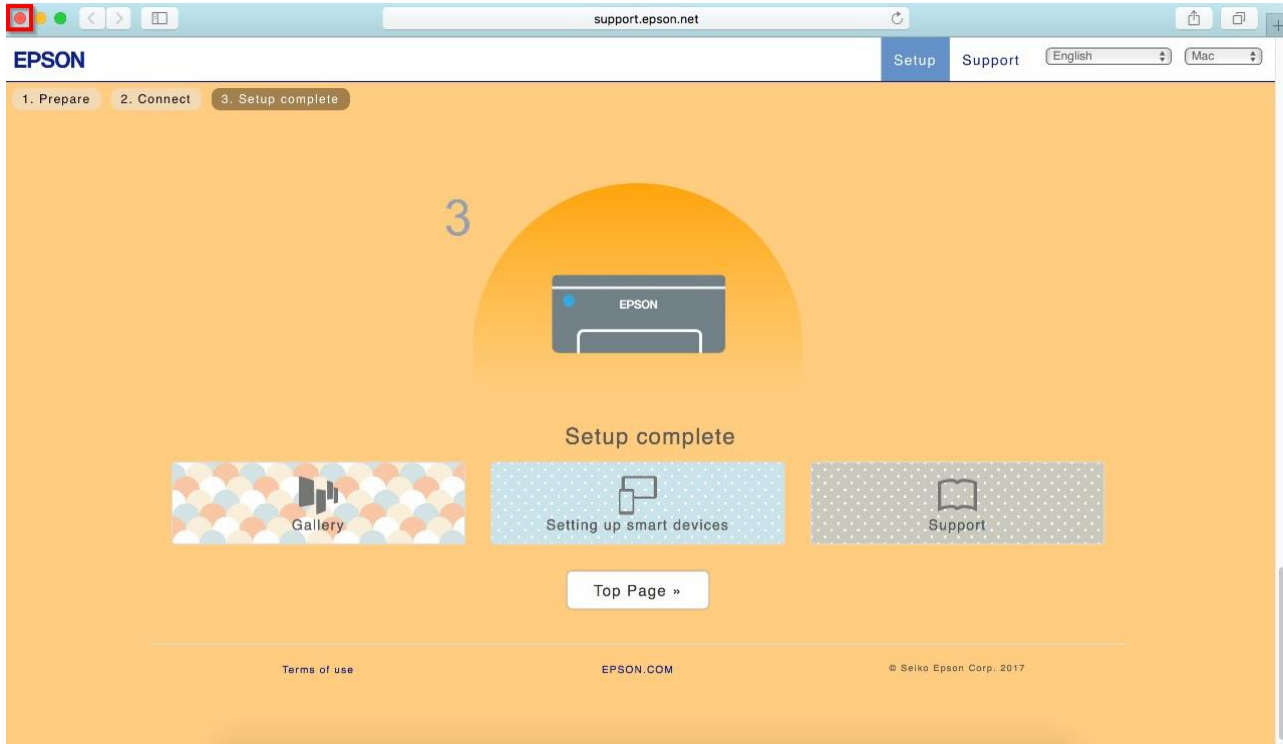 support.epson.net
EPSON
Setup
Support
English
Mac
1. Prepare
2. Connect
3. Setup complete
3
EPSON
Setup complete
Gallery
Setting up smart devices
Support
Top Page »
Terms of use
EPSON.COM
© Seiko Epson Corp. 2017